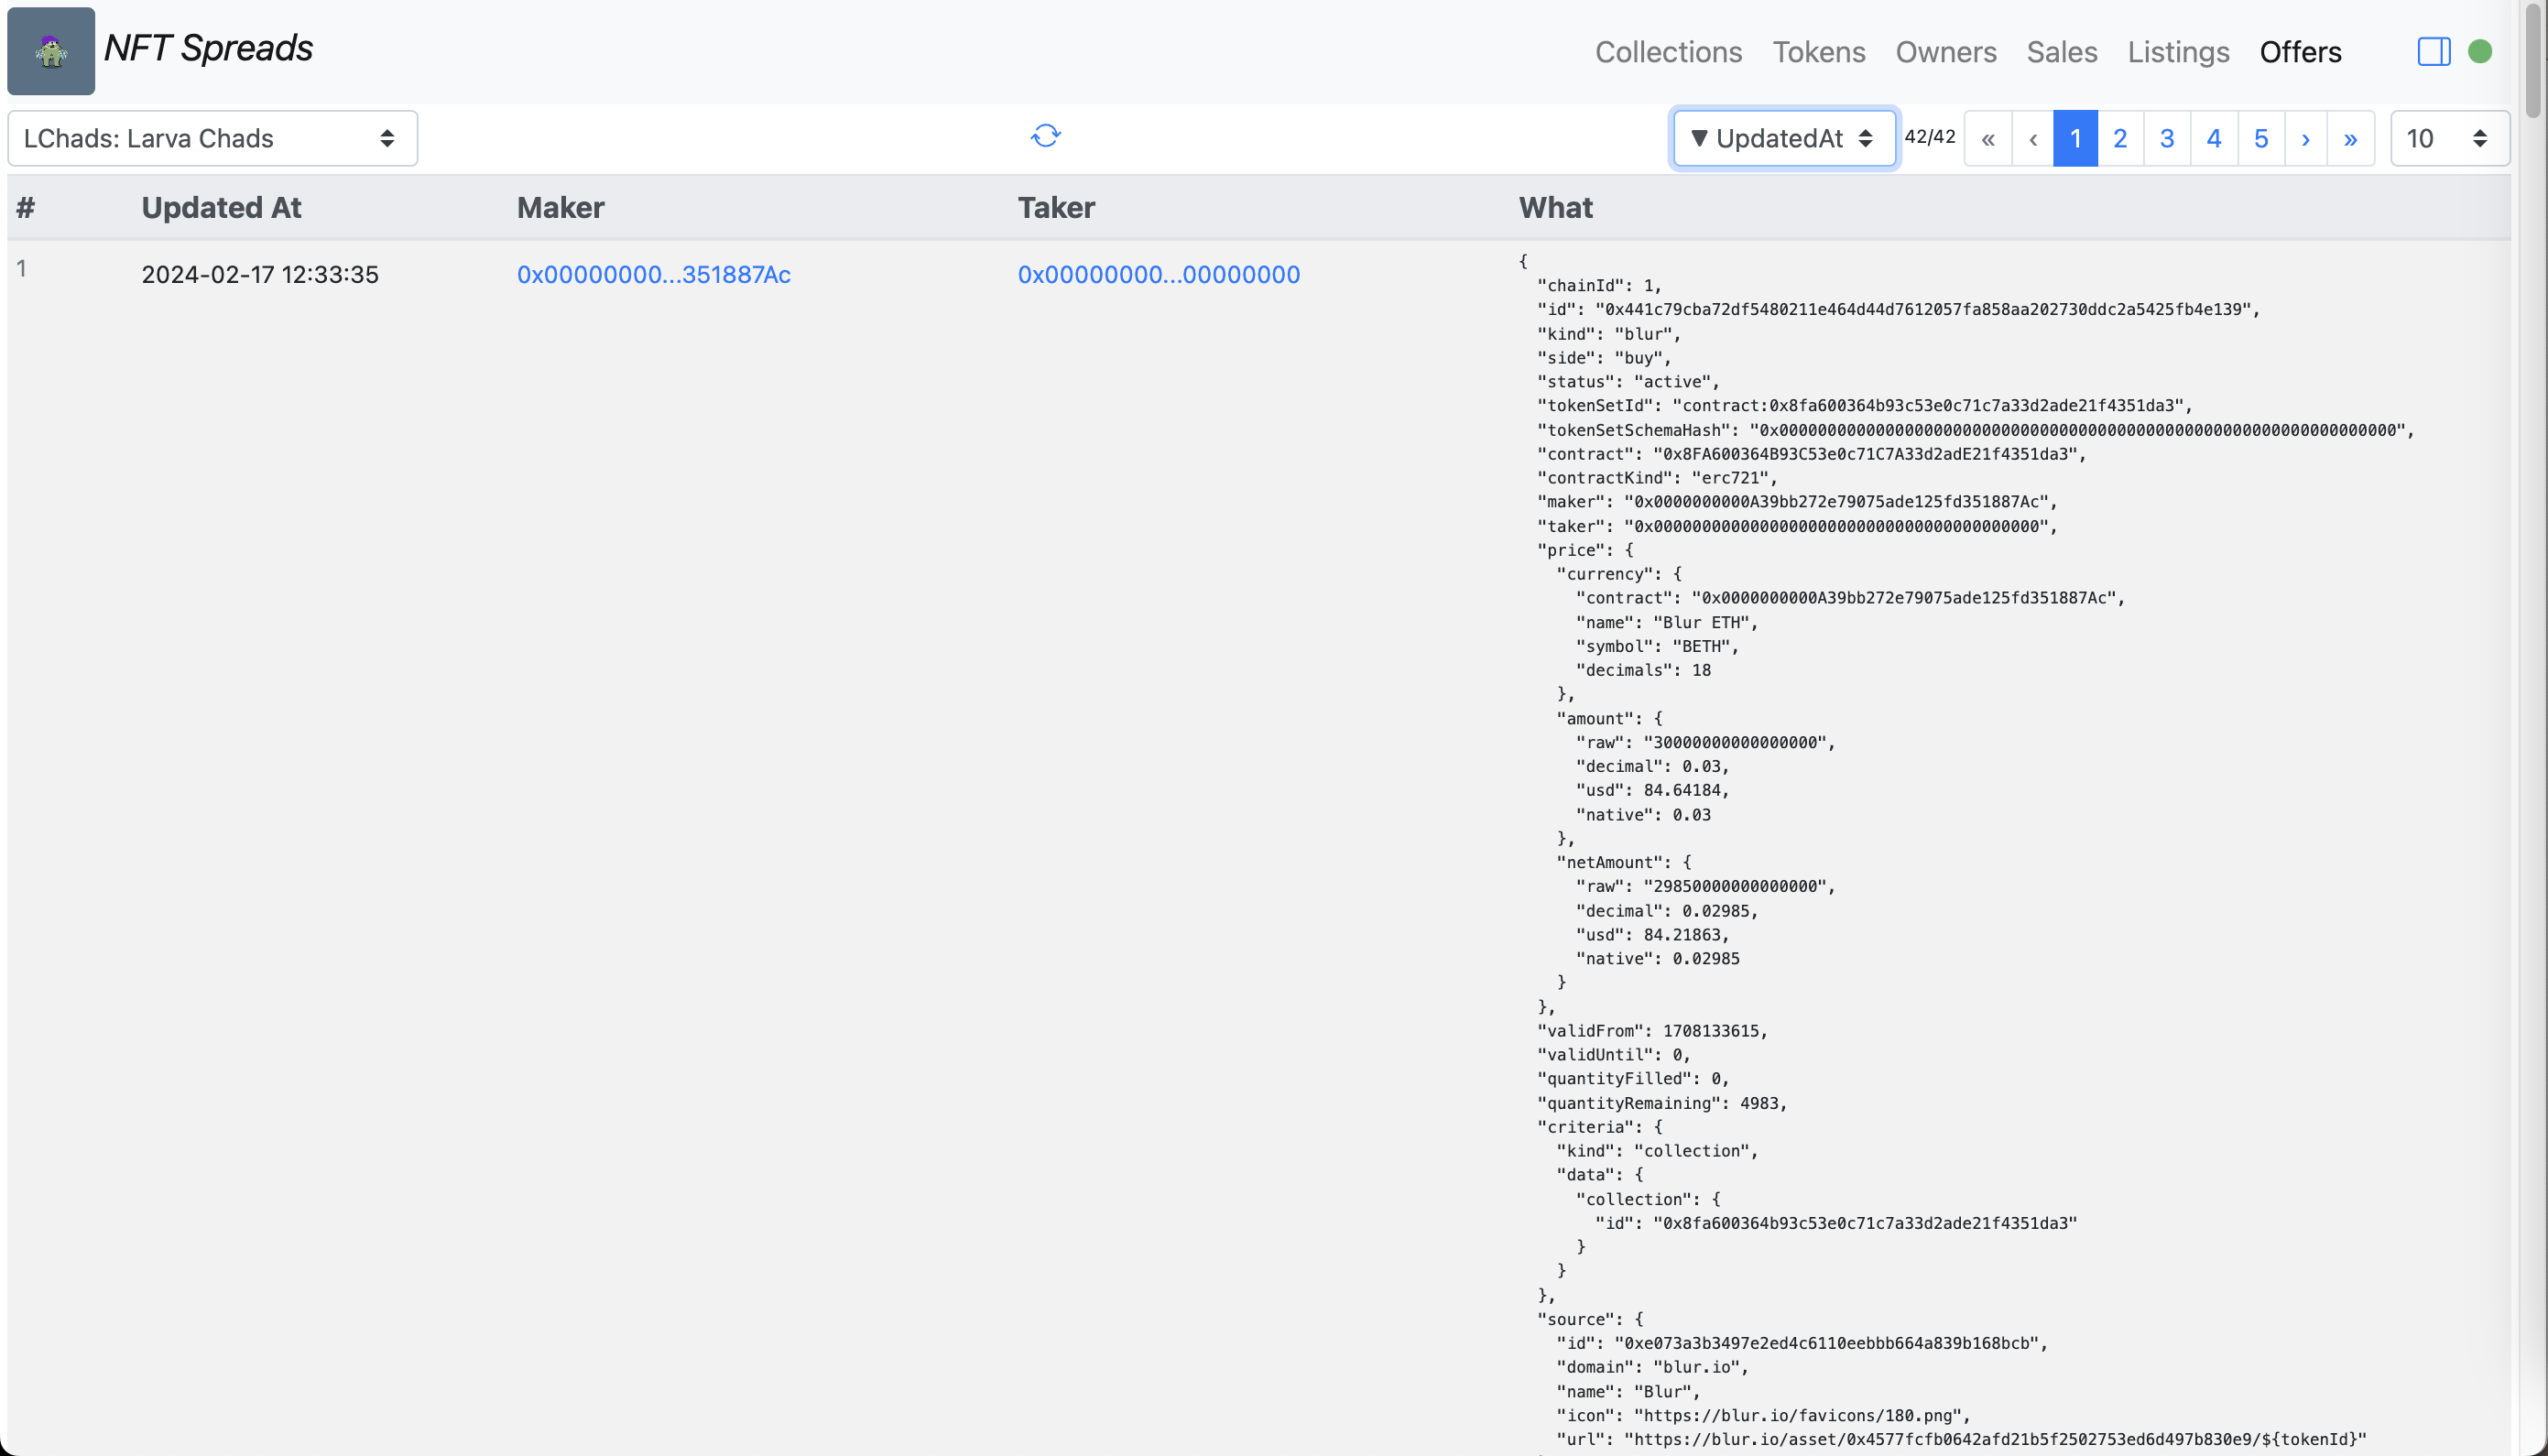 NFT Spreads
Collections Tokens Owners Sales Listings Offers
LChads: Larva Chads
▼ UpdatedAt 42/42 « ‹ 1 2 3 4 5 › » 10
# Updated At Maker Taker What
1 2024-02-17 12:33:35 0x00000000...351887Ac 0x00000000...00000000
{
"chainId": 1,
"id": "0x441c79cba72df5480211e464d44d7612057fa858aa202730ddc2a5425fb4e139",
"kind": "blur",
"side": "buy",
"status": "active",
"tokenSetId": "contract:0x8fa600364b93c53e0c71c7a33d2ade21f4351da3",
"tokenSetSchemaHash": "0x0000000000000000000000000000000000000000000000000000000000000000",
"contract": "0x8FA600364B93C53e0c71C7A33d2adE21f4351da3",
"contractKind": "erc721",
"maker": "0x0000000000A39bb272e79075ade125fd351887Ac",
"taker": "0x0000000000000000000000000000000000000000",
"price": {
"currency": {
"contract": "0x0000000000A39bb272e79075ade125fd351887Ac",
"name": "Blur ETH",
"symbol": "BETH",
"decimals": 18
},
"amount": {
"raw": "30000000000000000",
"decimal": 0.03,
"usd": 84.64184,
"native": 0.03
},
"netAmount": {
"raw": "29850000000000000",
"decimal": 0.02985,
"usd": 84.21863,
"native": 0.02985
}
},
"validFrom": 1708133615,
"validUntil": 0,
"quantityFilled": 0,
"quantityRemaining": 4983,
"criteria": {
"kind": "collection",
"data": {
"collection": {
"id": "0x8fa600364b93c53e0c71c7a33d2ade21f4351da3"
}
}
},
"source": {
"id": "0xe073a3b3497e2ed4c6110eebbb664a839b168bcb",
"domain": "blur.io",
"name": "Blur",
"icon": "https://blur.io/favicons/180.png",
"url": "https://blur.io/asset/0x4577fcfb0642afd21b5f2502753ed6d497b830e9/${tokenId}"